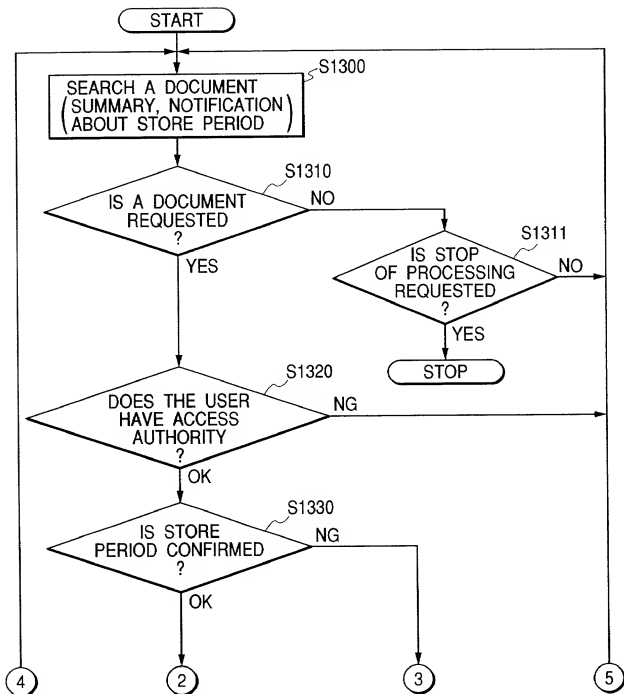 START
S1300
SEARCH A DOCUMENT
(SUMMARY, NOTIFICATION
ABOUT STORE PERIOD)
S1310
IS A DOCUMENT
REQUESTED
?
NO
YES
S1311
IS STOP
OF PROCESSING
REQUESTED
?
NO
YES
STOP
S1320
DOES THE USER
HAVE ACCESS
AUTHORITY
?
NG
OK
S1330
IS STORE
PERIOD CONFIRMED
?
NG
OK
4
2
3
5